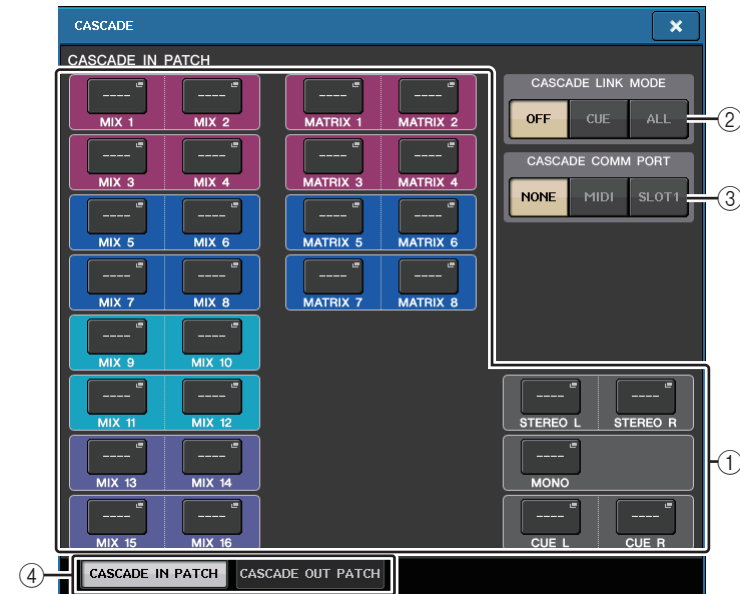 CASCADE
CASCADE IN PATCH
---- ---- ---- ----
MIX 1 MIX 2 MATRIX 1 MATRIX 2
---- ---- ---- ----
MIX 3 MIX 4 MATRIX 3 MATRIX 4
---- ---- ---- ----
MIX 5 MIX 6 MATRIX 5 MATRIX 6
---- ---- ---- ----
MIX 7 MIX 8 MATRIX 7 MATRIX 8
---- ----
MIX 9 MIX 10
---- ----
MIX 11 MIX 12
---- ----
MIX 13 MIX 14
---- ----
MIX 15 MIX 16
CASCADE LINK MODE
OFF CUE ALL
②
CASCADE COMM PORT
NONE MIDI SLOT1
③
---- ----
STEREO L STEREO R
----
MONO
①
---- ----
CUE L CUE R
④
CASCADE IN PATCH CASCADE OUT PATCH